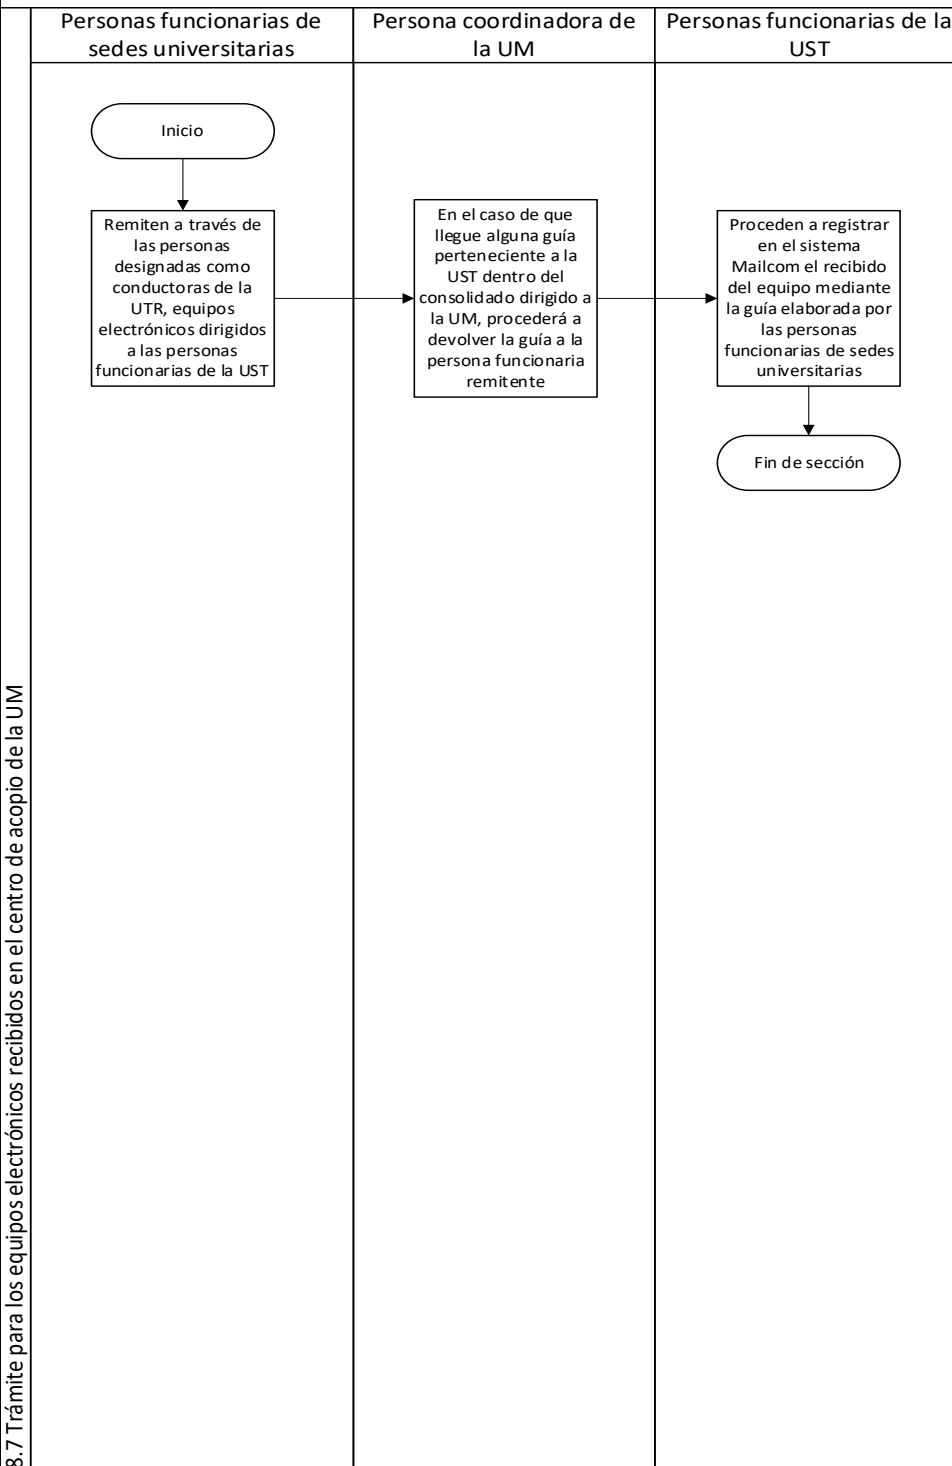 Personas funcionarias de
sedes universitarias
Persona coordinadora de
la UM
Personas funcionarias de la
UST
Inicio
Remiten a través de
las personas
designadas como
conductoras de la
UTR, equipos
electrónicos dirigidos
a las personas
funcionarias de la UST
En el caso de que
llegue alguna guía
perteneciente a la
UST dentro del
consolidado dirigido a
la UM, procederá a
devolver la guía a la
persona funcionaria
remitente
Proceden a registrar
en el sistema
Mailcom el recibido
del equipo mediante
la guía elaborada por
las personas
funcionarias de sedes
universitarias
Fin de sección
8.7 Trámite para los equipos electrónicos recibidos en el centro de acopio de la UM